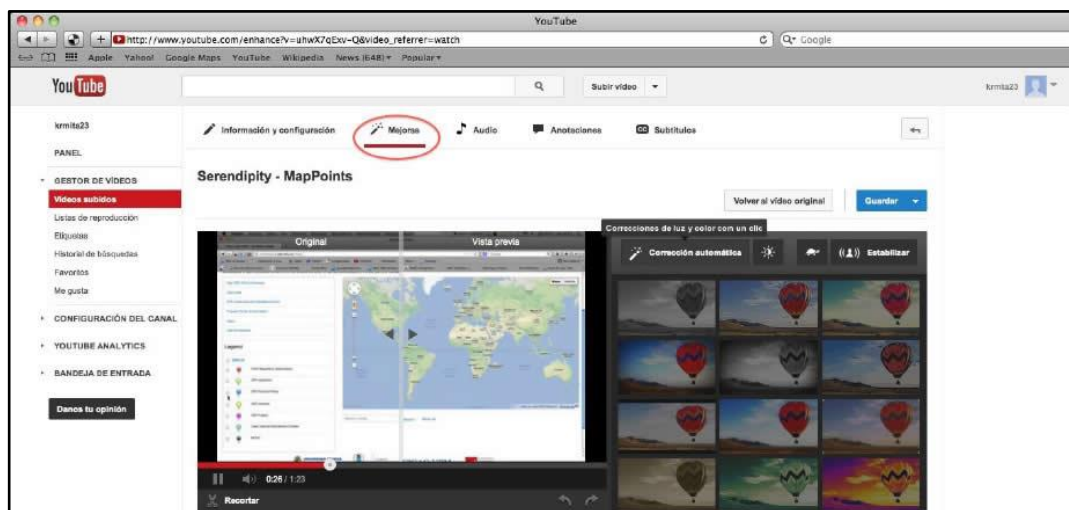 YouTube
http://www.youtube.com/enhance?v=uhwX7qExv-Q&video_referrer=watch
Google
Apple Yahoo! Google Maps YouTube Wikipedia News (648) Popular
YouTube
Subir vídeo
krmita23
krmita23
Información y configuración Mejoras Audio Anotaciones CC Subtítulos
PANEL
GESTOR DE VÍDEOS
Serendipity - MapPoints
Vídeos subidos
Volver al vídeo original
Guardar
Listas de reproducción
Etiquetas
Historial de búsquedas
Favoritos
Me gusta
Correcciones de luz y color con un clic
Original
Vista previa
Corrección automática
Estabilizar
CONFIGURACIÓN DEL CANAL
YOUTUBE ANALYTICS
BANDEJA DE ENTRADA
Danos tu opinión
Legend
0:26 / 1:23
Recortar